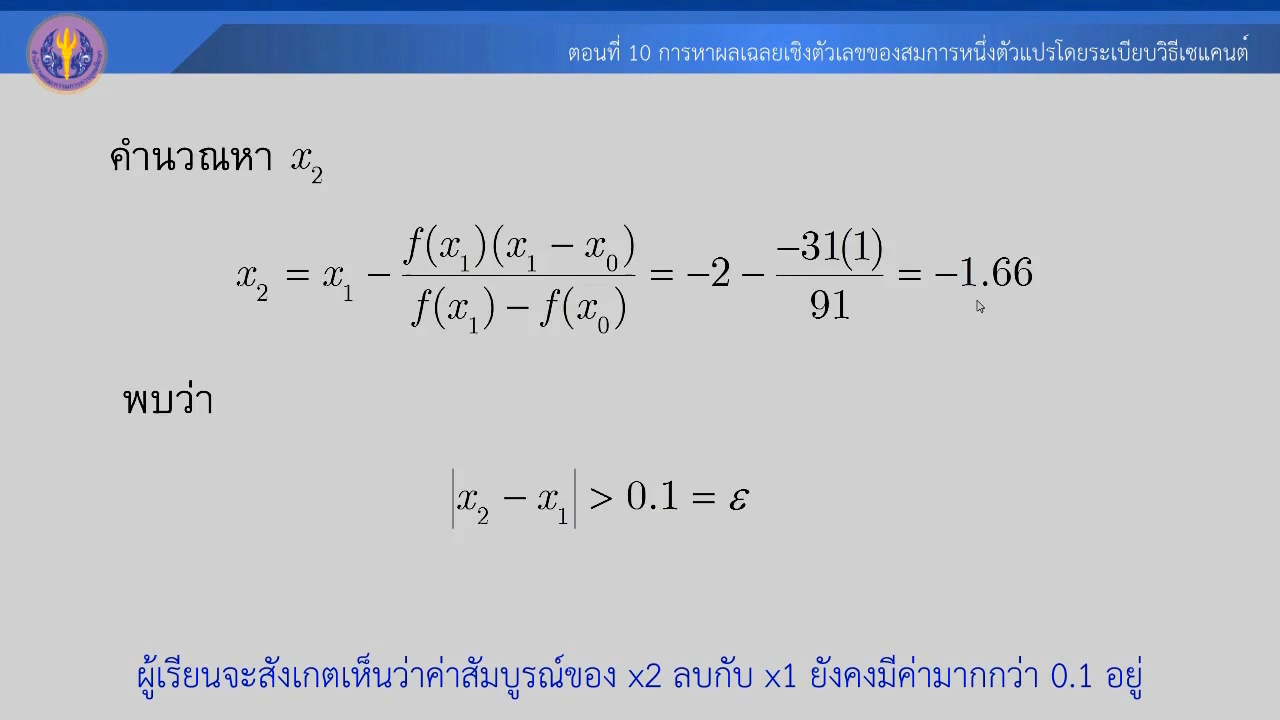 ตอนที่ 10 การหาผลเฉลยเชิงตัวเลขของสมการหนึ่งตัวแปรโดยระเบียบวิธีเซแคนต์
คำนวณหา x₂
x₂ = x₁ − f(x₁)(x₁ − x₀) / f(x₁) − f(x₀) = −2 − −31(1) / 91 = −1.66
พบว่า
|x₂ − x₁| > 0.1 = ε
ผู้เรียนจะสังเกตเห็นว่าค่าสัมบูรณ์ของ x2 ลบกับ x1 ยังคงมีค่ามากกว่า 0.1 อยู่